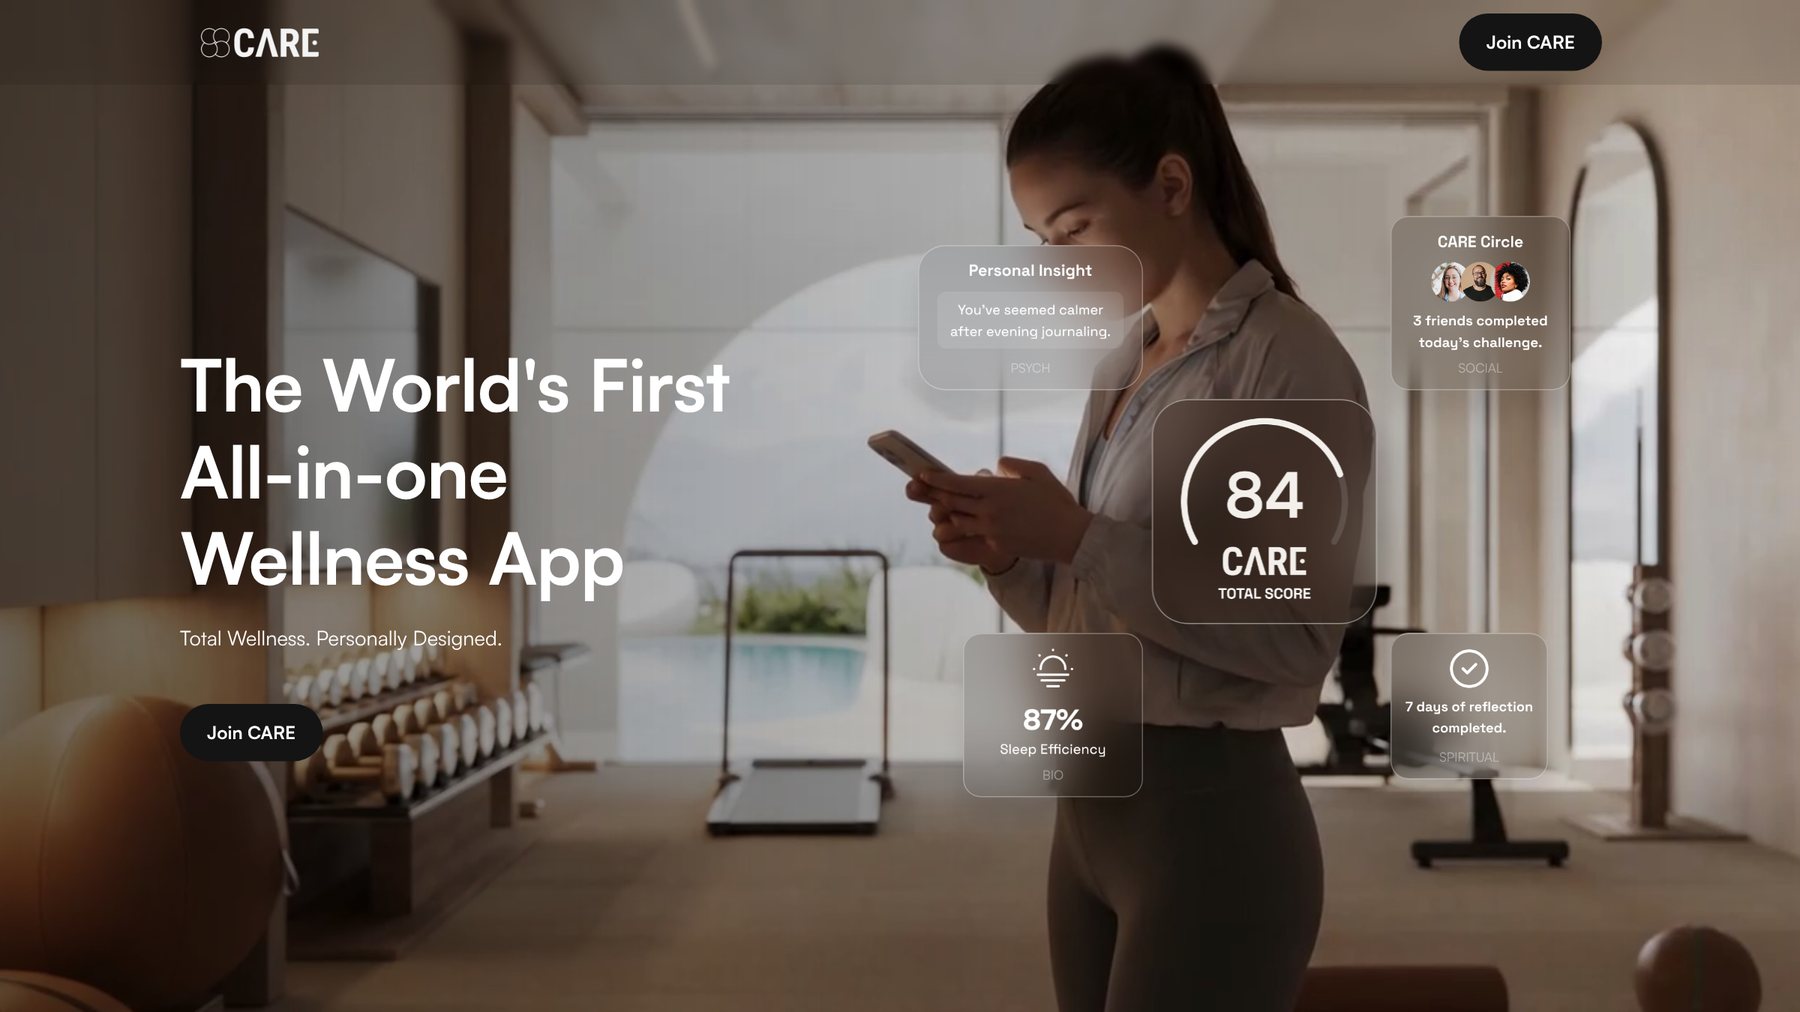 CARE
Join CARE
The World's First
All-in-one
Wellness App
Total Wellness. Personally Designed.
Join CARE
Personal Insight
You've seemed calmer
after evening journaling.
PSYCH
CARE Circle
3 friends completed
today's challenge.
SOCIAL
84
CARE
TOTAL SCORE
87%
Sleep Efficiency
BIO
7 days of reflection
completed.
SPIRITUAL